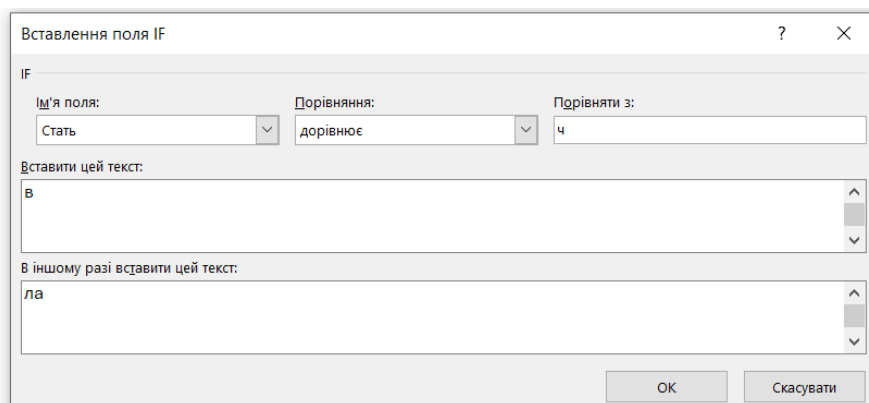 Вставлення поля IF ?
IF
Ім'я поля: Порівняння: Порівняти з:
Стать дорівнює ч
Вставити цей текст:
в
В іншому разі вставити цей текст:
ла
ОК Скасувати